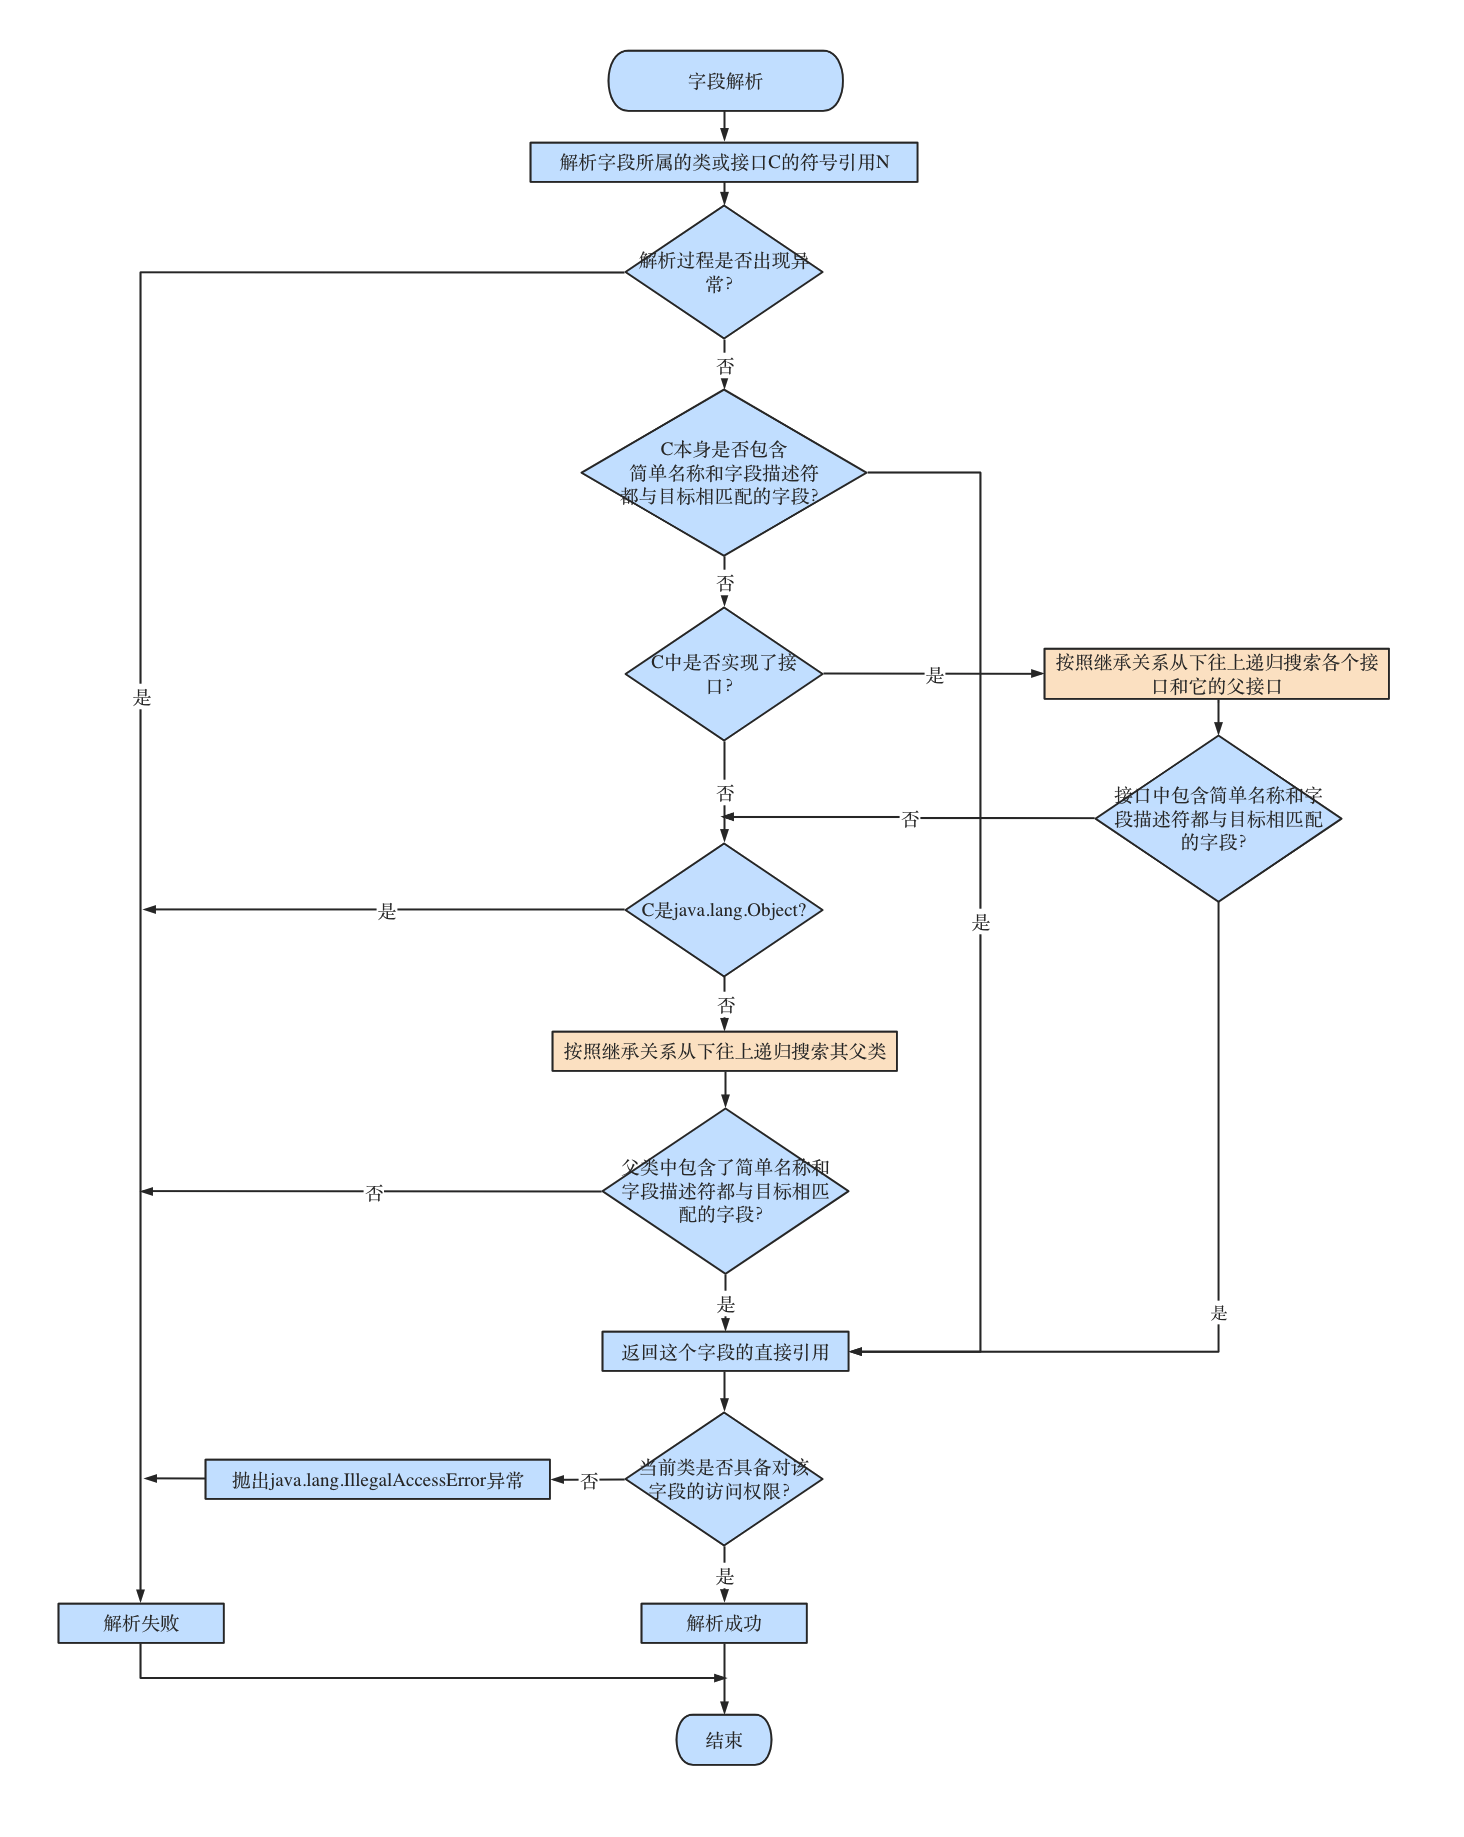 字段解析
解析字段所属的类或接口C的符号引用N
解析过程是否出现异
常?
否
C本身是否包含
简单名称和字段描述符
都与目标相匹配的字段?
否
C中是否实现了接
口?
是
按照继承关系从下往上递归搜索各个接
口和它的父接口
是
否
接口中包含简单名称和字
段描述符都与目标相匹配
的字段?
否
C是java.lang.Object?
是
是
否
按照继承关系从下往上递归搜索其父类
父类中包含了简单名称和
字段描述符都与目标相匹
配的字段?
否
是
是
返回这个字段的直接引用
当前类是否具备对该
字段的访问权限?
否
抛出java.lang.IllegalAccessError异常
是
解析失败
解析成功
结束